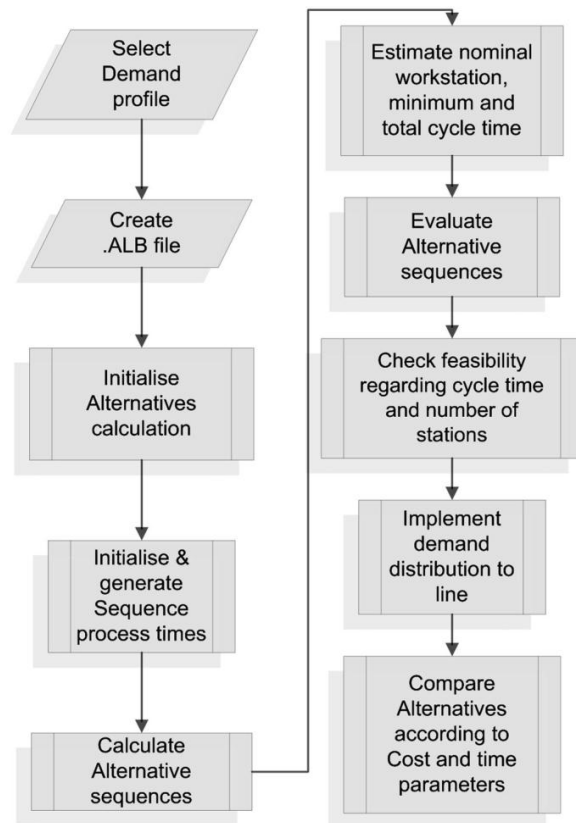 Select
Demand
profile
Create
.ALB file
Initialise
Alternatives
calculation
Initialise &
generate
Sequence
process times
Calculate
Alternative
sequences
Estimate nominal
workstation,
minimum and
total cycle time
Evaluate
Alternative
sequences
Check feasibility
regarding cycle time
and number of
stations
Implement
demand
distribution to
line
Compare
Alternatives
according to
Cost and time
parameters